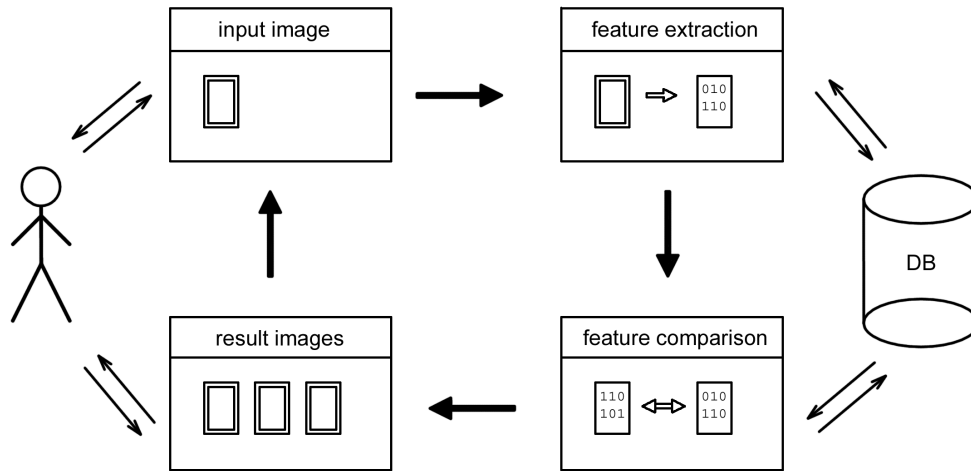 input image
feature extraction
010
110
DB
result images
feature comparison
110
101
010
110